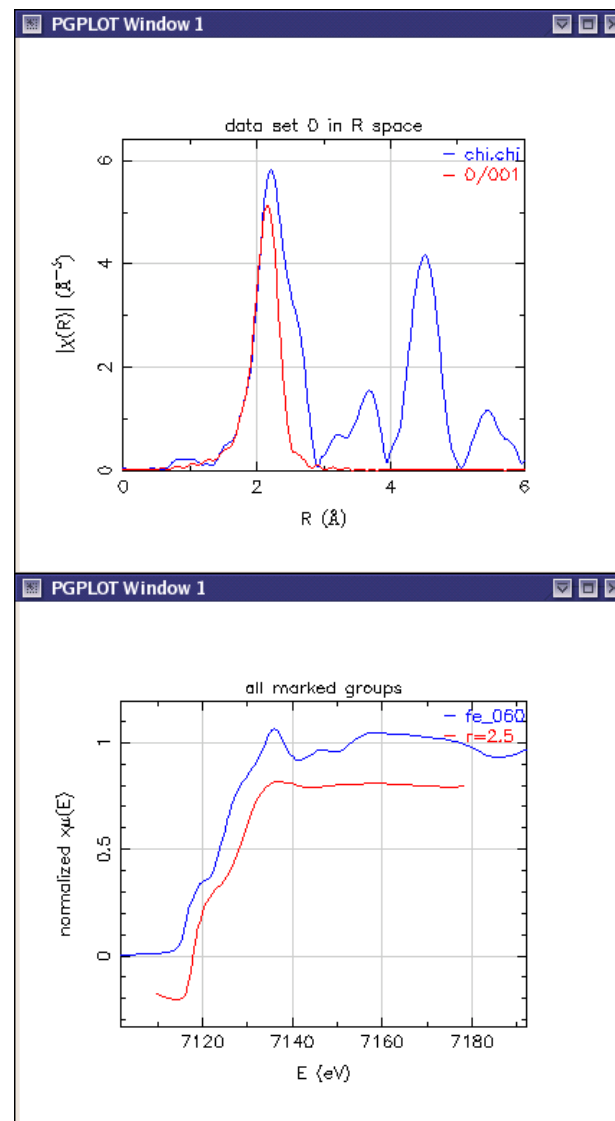 PGPLOT Window 1
data set 0 in R space
chi.chi
0/001
|χ(R)| (Å⁻³)
6
4
2
0
0 2 4 6
R (Å)
PGPLOT Window 1
all marked groups
fe_060
r=2.5
normalized xμ(E)
1
0.5
0
7120 7140 7160 7180
E (eV)